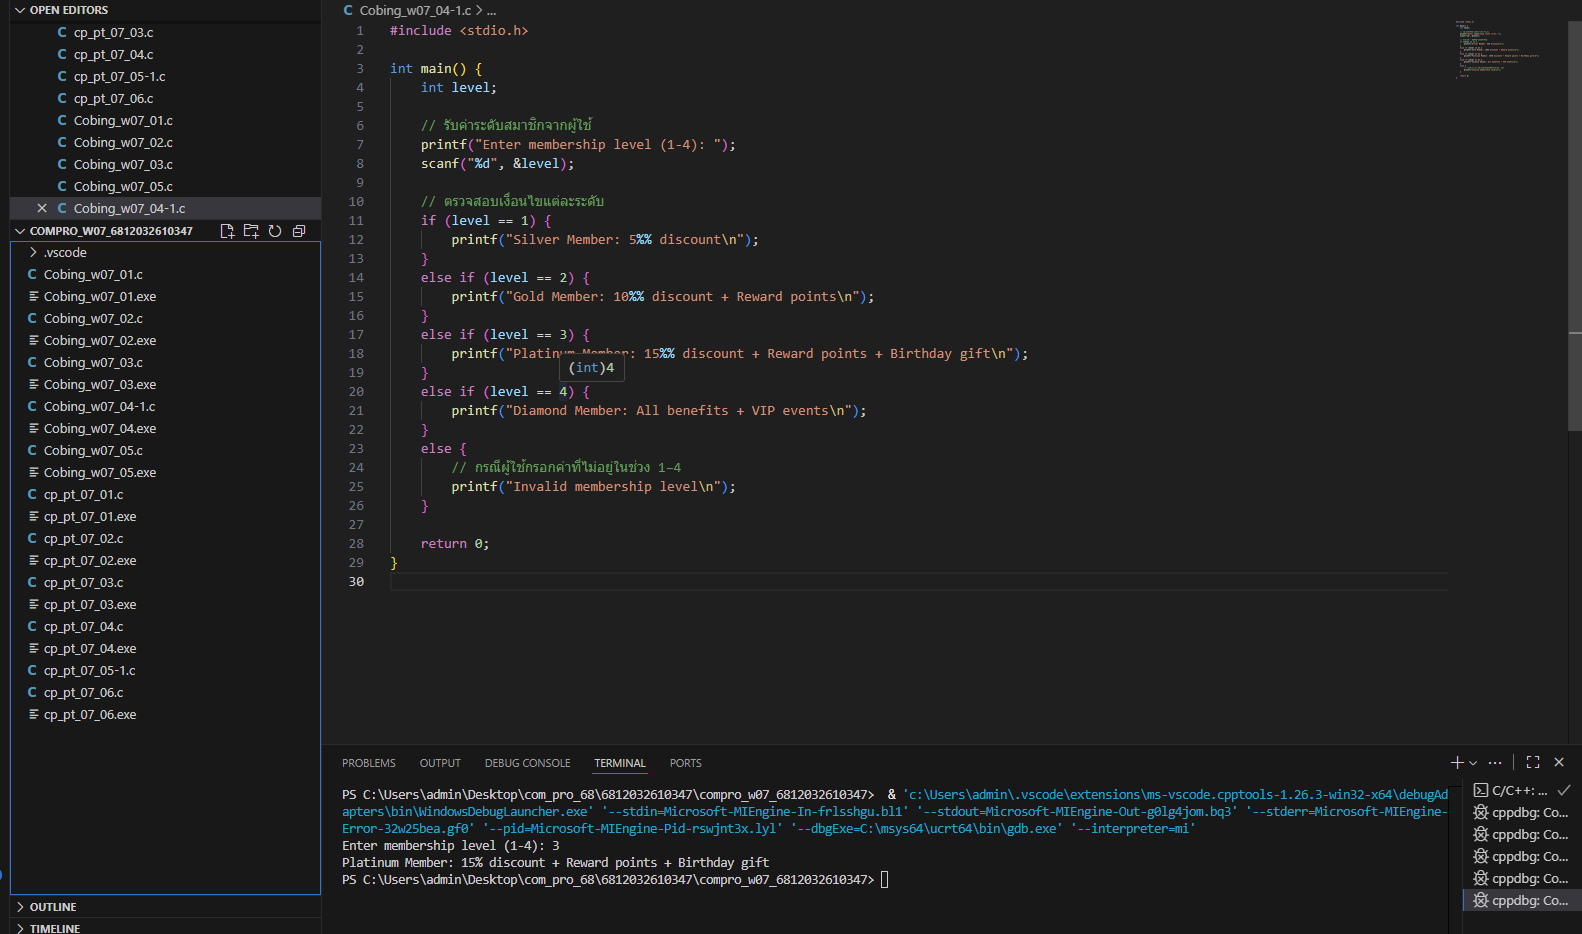 OPEN EDITORS
cp_pt_07_03.c
cp_pt_07_04.c
cp_pt_07_05-1.c
cp_pt_07_06.c
Cobing_w07_01.c
Cobing_w07_02.c
Cobing_w07_03.c
Cobing_w07_05.c
Cobing_w07_04-1.c
COMPRO_W07_6812032610347
.vscode
Cobing_w07_01.c
Cobing_w07_01.exe
Cobing_w07_02.c
Cobing_w07_02.exe
Cobing_w07_03.c
Cobing_w07_03.exe
Cobing_w07_04-1.c
Cobing_w07_04.exe
Cobing_w07_05.c
Cobing_w07_05.exe
cp_pt_07_01.c
cp_pt_07_01.exe
cp_pt_07_02.c
cp_pt_07_02.exe
cp_pt_07_03.c
cp_pt_07_03.exe
cp_pt_07_04.c
cp_pt_07_04.exe
cp_pt_07_05-1.c
cp_pt_07_06.c
cp_pt_07_06.exe
OUTLINE
TIMELINE
C Cobing_w07_04-1.c > ...
1 #include <stdio.h>
2
3 int main() {
4     int level;
5
6     // รับค่าระดับสมาชิกจากผู้ใช้
7     printf("Enter membership level (1-4): ");
8     scanf("%d", &level);
9
10     // ตรวจสอบเงื่อนไขแต่ละระดับ
11     if (level == 1) {
12         printf("Silver Member: 5%% discount\n");
13     }
14     else if (level == 2) {
15         printf("Gold Member: 10%% discount + Reward points\n");
16     }
17     else if (level == 3) {
18         printf("Platinum Member: 15%% discount + Reward points + Birthday gift\n");
(int)4
19     }
20     else if (level == 4) {
21         printf("Diamond Member: All benefits + VIP events\n");
22     }
23     else {
24         // กรณีผู้ใช้กรอกค่าที่ไม่อยู่ในช่วง 1–4
25         printf("Invalid membership level\n");
26     }
27
28     return 0;
29 }
30
PROBLEMS OUTPUT DEBUG CONSOLE TERMINAL PORTS
PS C:\Users\admin\Desktop\com_pro_68\6812032610347\compro_w07_6812032610347>  & 'c:\Users\admin\.vscode\extensions\ms-vscode.cpptools-1.26.3-win32-x64\debugAd
apters\bin\WindowsDebugLauncher.exe' '--stdin=Microsoft-MIEngine-In-frlsshgu.bl1' '--stdout=Microsoft-MIEngine-Out-g0lg4jom.bq3' '--stderr=Microsoft-MIEngine-
Error-32w25bea.gf0' '--pid=Microsoft-MIEngine-Pid-rswjnt3x.lyl' '--dbgExe=C:\msys64\ucrt64\bin\gdb.exe' '--interpreter=mi'
Enter membership level (1-4): 3
Platinum Member: 15% discount + Reward points + Birthday gift
PS C:\Users\admin\Desktop\com_pro_68\6812032610347\compro_w07_6812032610347>
C/C++: ...
cppdbg: Co...
cppdbg: Co...
cppdbg: Co...
cppdbg: Co...
cppdbg: Co...